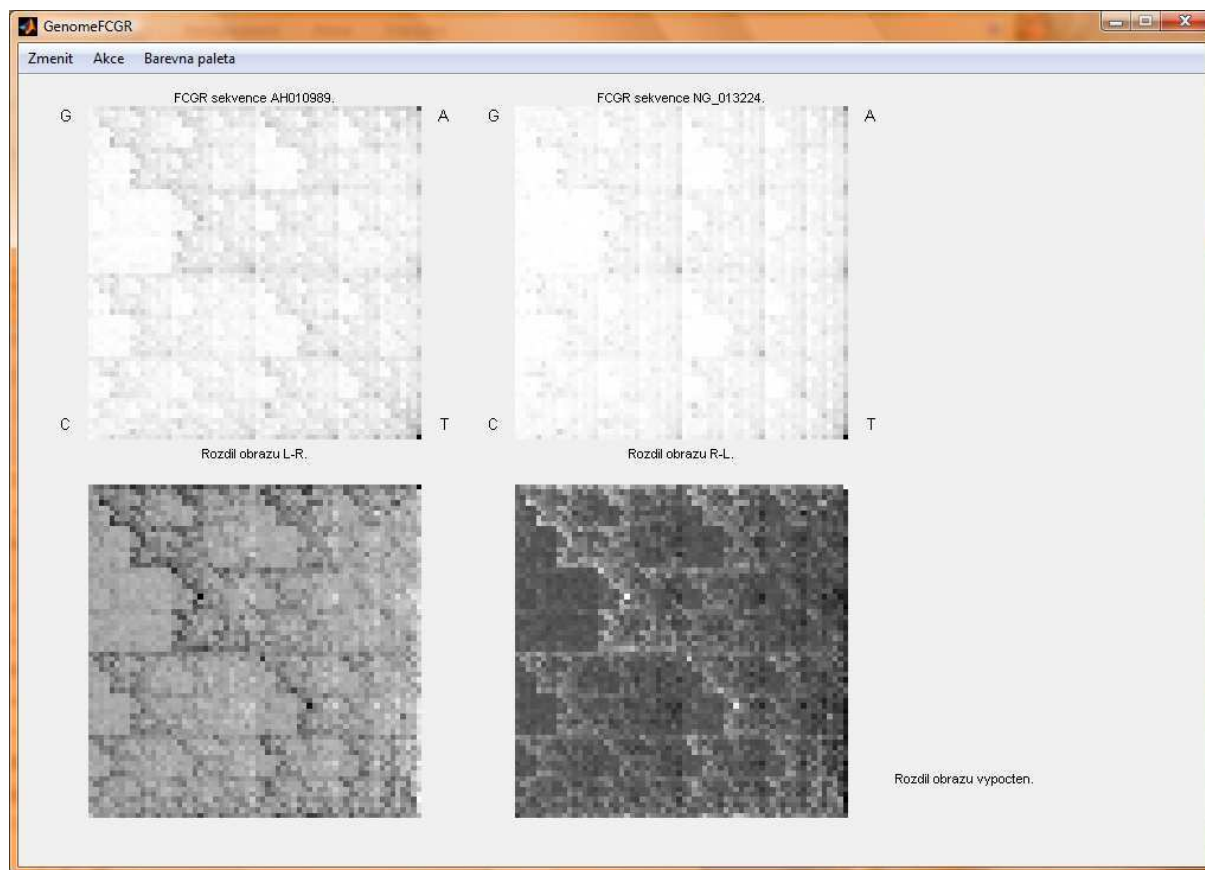 GenomeFCGR
Zmenit Akce Barevna paleta
FCGR sekvence AH010989. FCGR sekvence NG_013224.
G A G A
C T C T
Rozdil obrazu L-R. Rozdil obrazu R-L.
Rozdil obrazu vypocten.